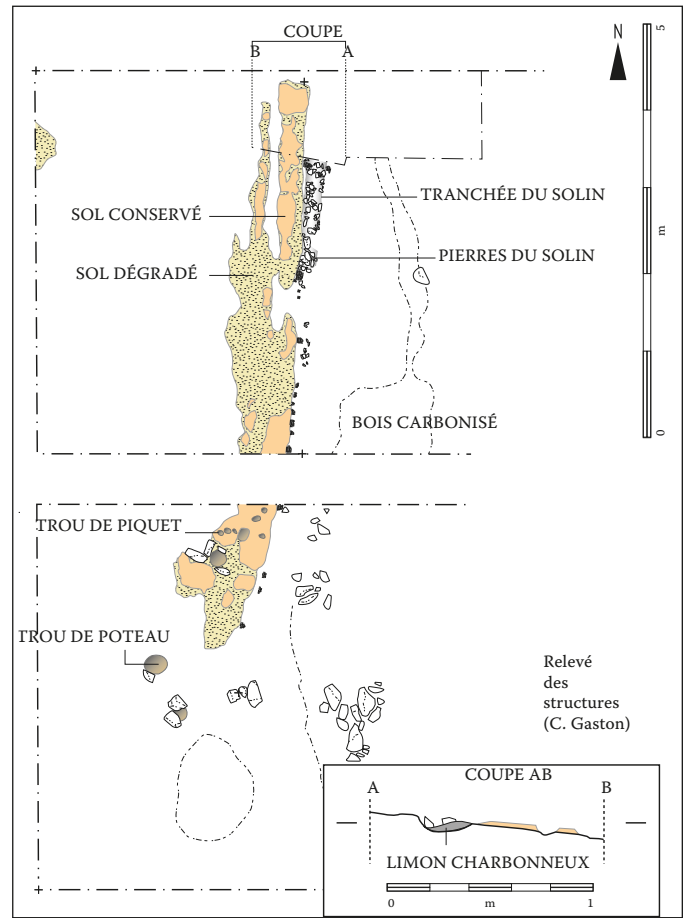 COUPE
B
A
N
5
TRANCHÉE DU SOLIN
SOL CONSERVÉ
PIERRES DU SOLIN
SOL DÉGRADÉ
m
BOIS CARBONISÉ
0
TROU DE PIQUET
TROU DE POTEAU
Relevé
des
structures
(C. Gaston)
COUPE AB
A
B
LIMON CHARBONNEUX
0 m 1